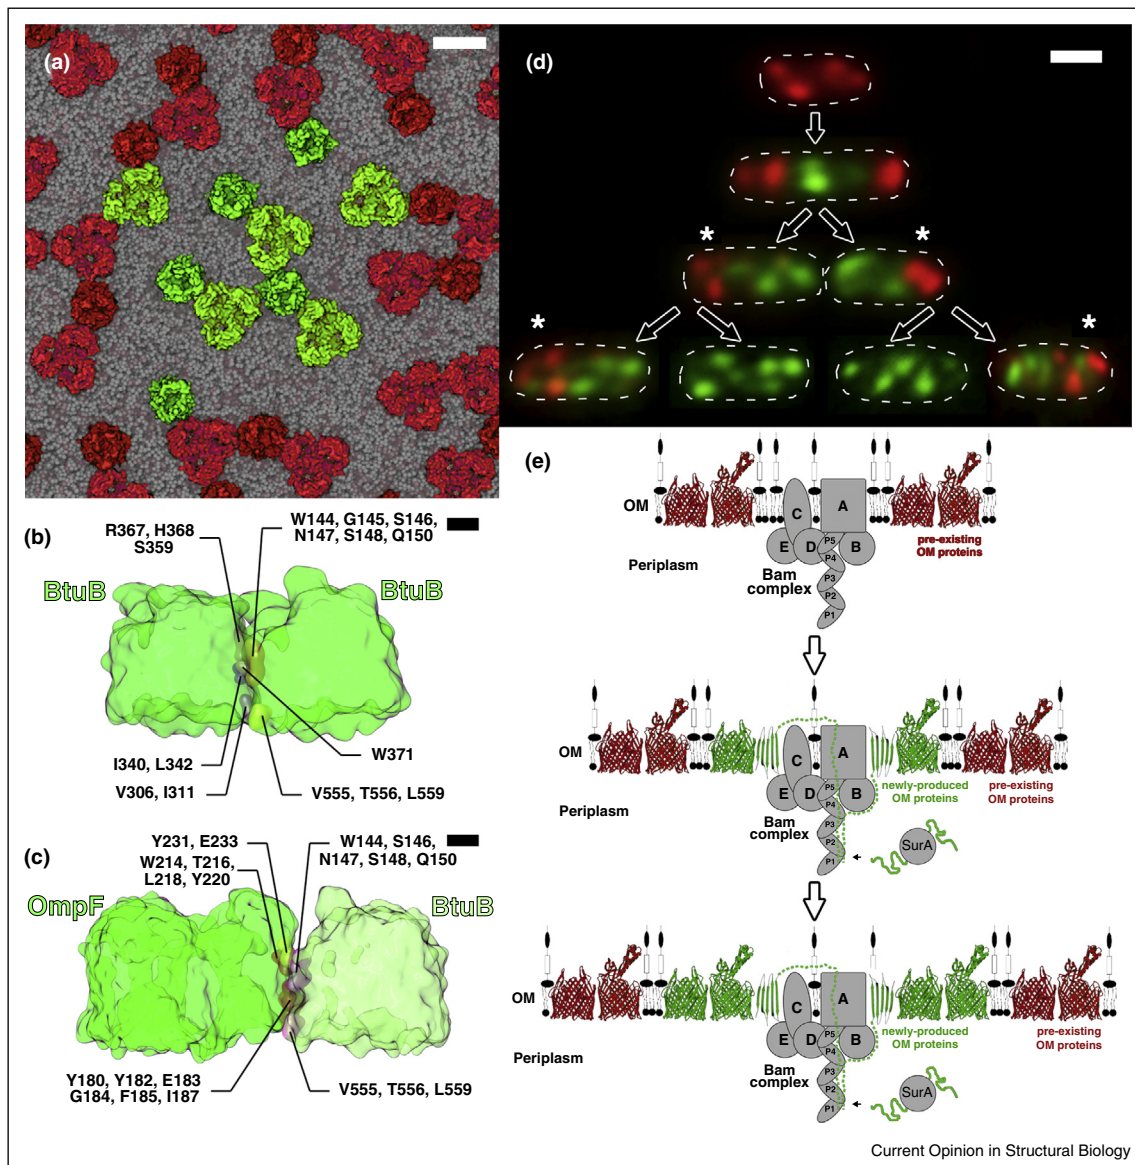 (a)
(d)
*
*
*
*
(b)
R367, H368
S359
W144, G145, S146,
N147, S148, Q150
BtuB
BtuB
W371
I340, L342
V306, I311
V555, T556, L559
(c)
Y231, E233
W214, T216,
L218, Y220
W144, S146,
N147, S148, Q150
OmpF
BtuB
Y180, Y182, E183
G184, F185, I187
V555, T556, L559
(e)
OM
C
A
E
D
P5
B
P4
P3
P2
P1
pre-existing
OM proteins
Periplasm
Bam
complex
OM
C
A
E
D
P5
B
P4
P3
P2
P1
newly-produced
OM proteins
pre-existing
OM proteins
Periplasm
Bam
complex
SurA
OM
C
A
E
D
P5
B
P4
P3
P2
P1
newly-produced
OM proteins
pre-existing
OM proteins
Periplasm
Bam
complex
SurA
Current Opinion in Structural Biology